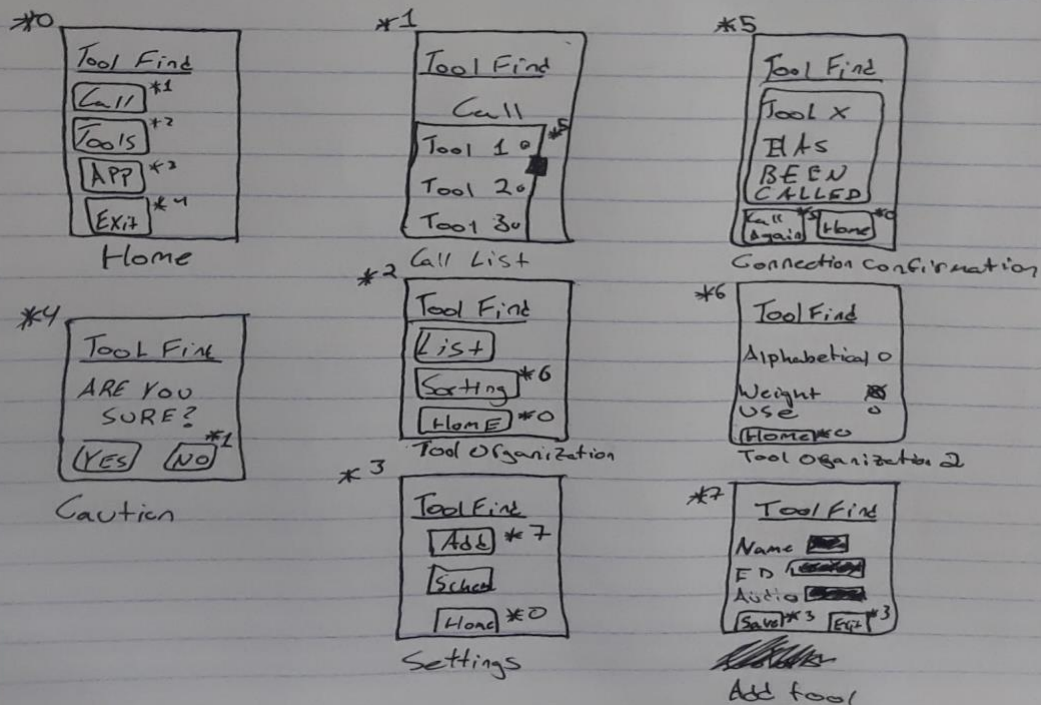 *0
Tool Find
Call *1
Tools *2
APP *3
Exit *4
Home
*1
Tool Find
Call
Tool 1 *5
Tool 2
Tool 3
Call List
*5
Tool Find
Tool X
HAS
BEEN
CALLED
Call Again *5 Home *0
Connection Confirmation
*4
Tool Find
ARE YOU
SURE?
YES NO *1
Caution
*2
Tool Find
List
Sorting *6
HOME *0
Tool Organization
*6
Tool Find
Alphabetical
Weight
USE
Home *0
Tool Oganization 2
*3
Tool Find
Add *7
Sched
Home *0
Settings
*7
Tool Find
Name
ID
Audio
Save *3 Exit *3
Add tool